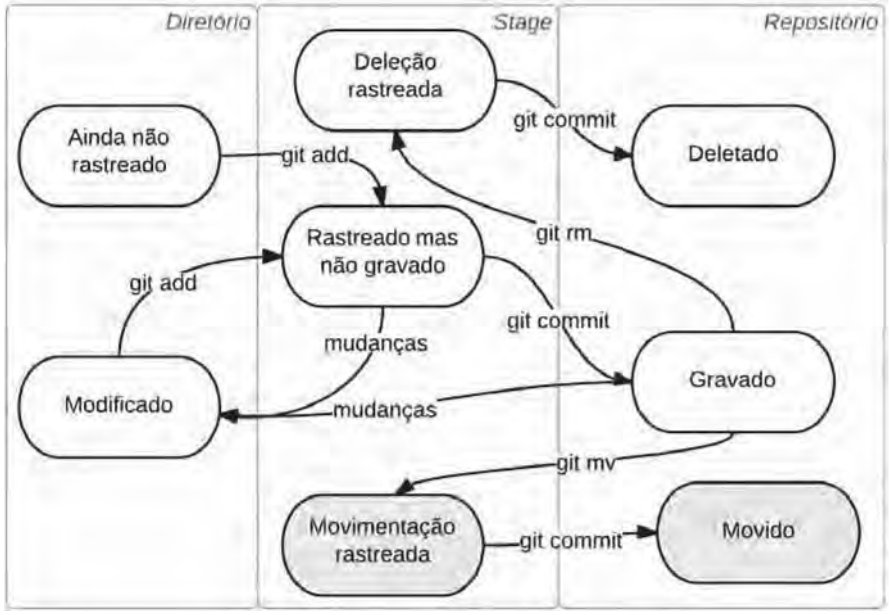 Diretório
Stage
Repositório
Deleção
rastreada
git commit
Ainda não
rastreado
git add
Deletado
Rastreado mas
não gravado
git rm
git add
git commit
mudanças
Modificado
mudanças
Gravado
git mv
Movimentação
rastreada
git commit
Movido